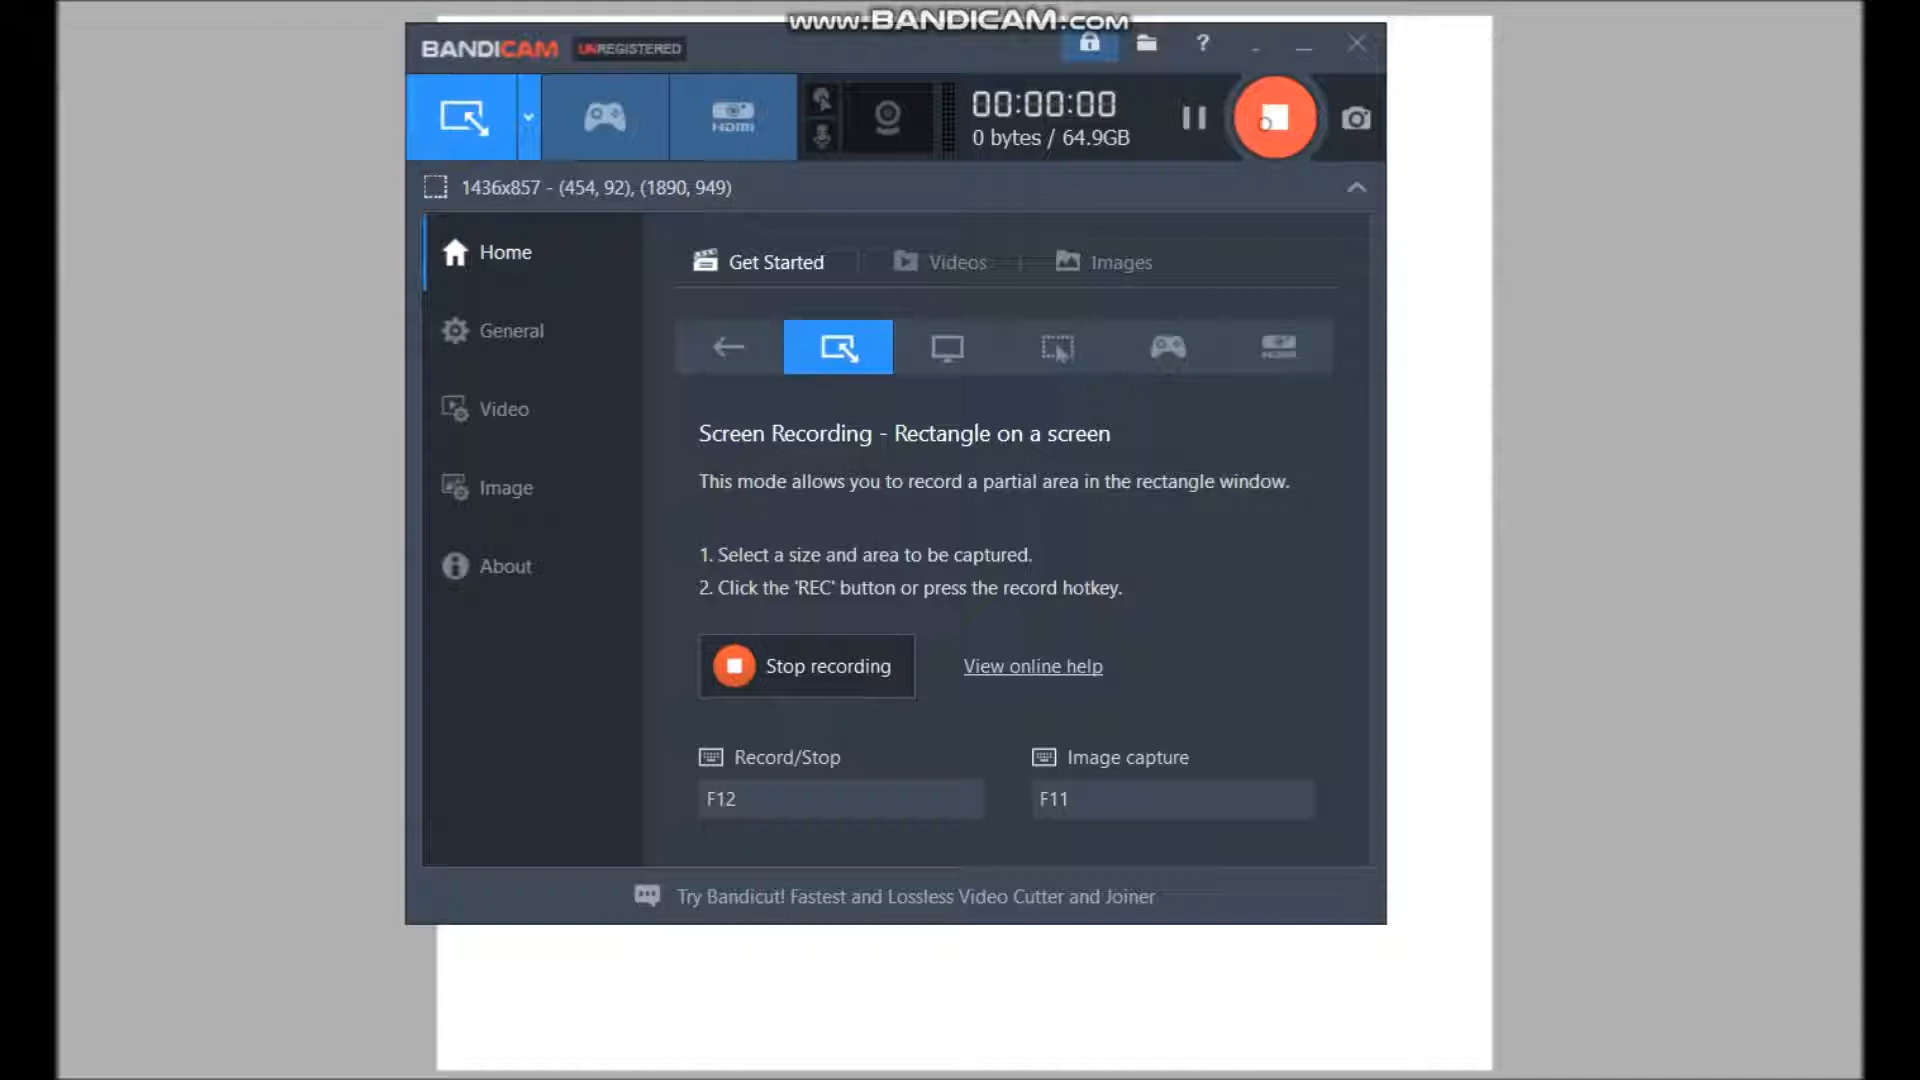 www.BANDICAM.com
BANDICAM UNREGISTERED ?
HDMI
00:00:00
0 bytes / 64.9GB
1436x857 - (454, 92), (1890, 949)
Home
General
Video
Image
About
Get Started
Videos
Images
Screen Recording - Rectangle on a screen
This mode allows you to record a partial area in the rectangle window.
1. Select a size and area to be captured.
2. Click the 'REC' button or press the record hotkey.
Stop recording
View online help
Record/Stop
Image capture
F12
F11
Try Bandicut! Fastest and Lossless Video Cutter and Joiner